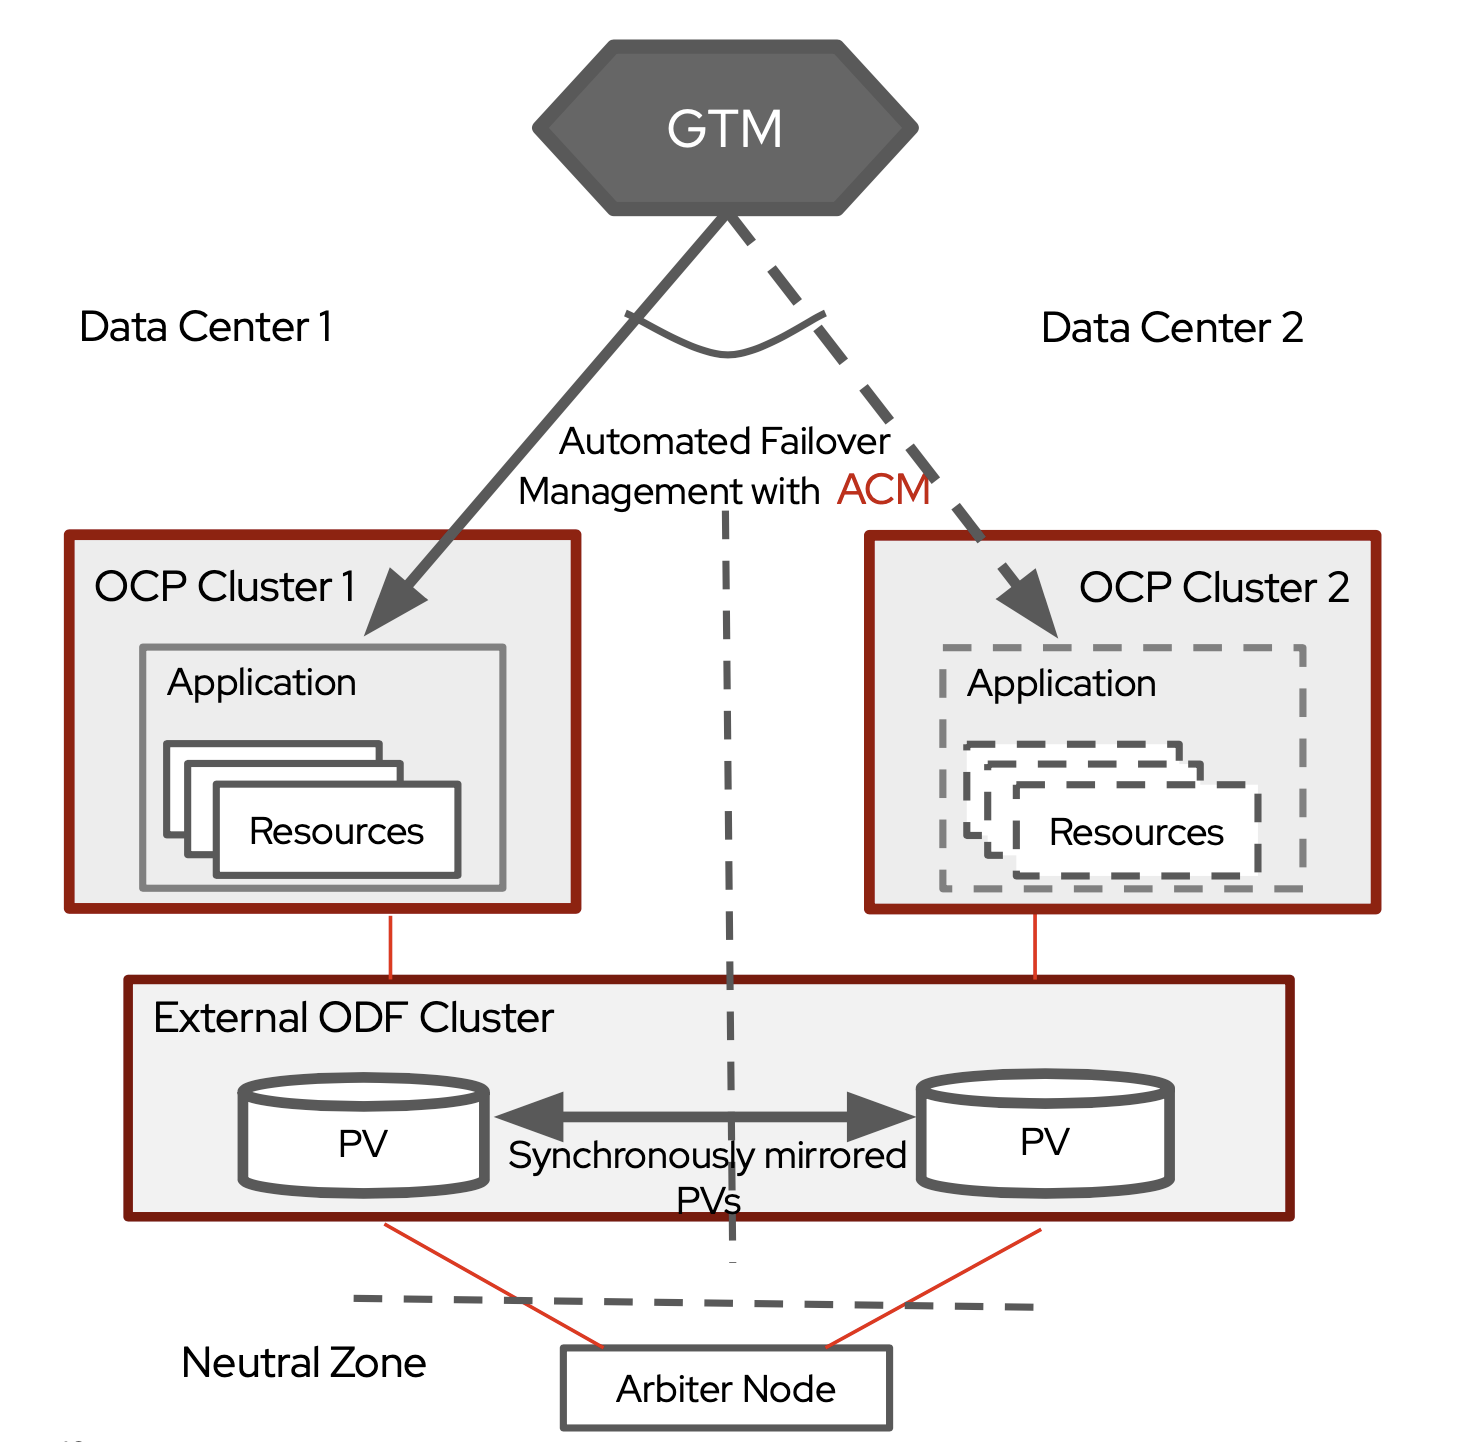 GTM
Data Center 1
Data Center 2
Automated Failover
Management with ACM
OCP Cluster 1
OCP Cluster 2
Application
Application
Resources
Resources
External ODF Cluster
PV
PV
Synchronously mirrored
PVs
Neutral Zone
Arbiter Node